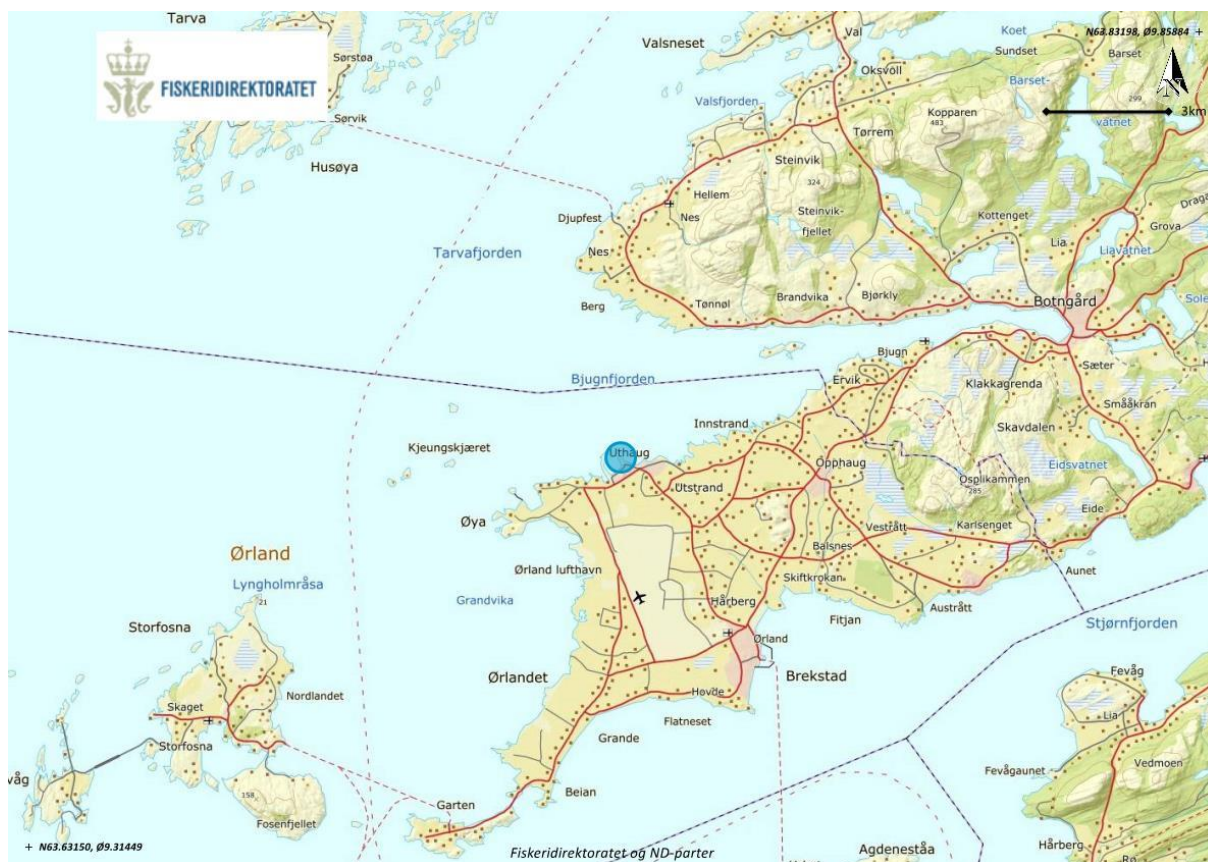 Tarva
Sørstøa
FISKERIDIREKTORATET
Sørvik
Husøya
Valsneset
Val
Koet
N63.83198, Ø9.85884 +
Sundset
Barset
Oksvoll
Barset-
vatnet
N
299
3km
Valsfjorden
Kopparen
483
Tørrem
Steinvik
Hellem
324
Steinvik-
fjellet
Kottenget
Djupfest
Nes
Nes
Lia
Grova
Liavatnet
Tarvafjorden
Berg
Tønnøl
Brandvika
Bjørkly
Botngård
Bjugn
Sæter
Bjugnfjorden
Ervik
Klakkagrenda
Småkran
Innstrand
Skavdalen
Kjeungskjæret
Uthaug
Opphaug
Eidsvatnet
Utstrand
Osplikammen
285
Øya
Vestrått
Karlsenget
Eide
Ørland
Balsnes
Lyngholmråsa
21
Ørland lufthavn
Skiftkrokan
Aunet
Grandvika
Hårberg
Austrått
Fitjan
Storfosna
Stjørnfjorden
Ørland
Nordlandet
Ørlandet
Brekstad
Fevåg
Skaget
Hovde
Lia
Flatneset
Storfosna
Grande
Vedmoen
Fevågaunet
158
Beian
Garten
Fosenfjellet
Hårberg
+ N63.63150, Ø9.31449
Fiskeridirektoratet og ND-parter
Agdeneståa